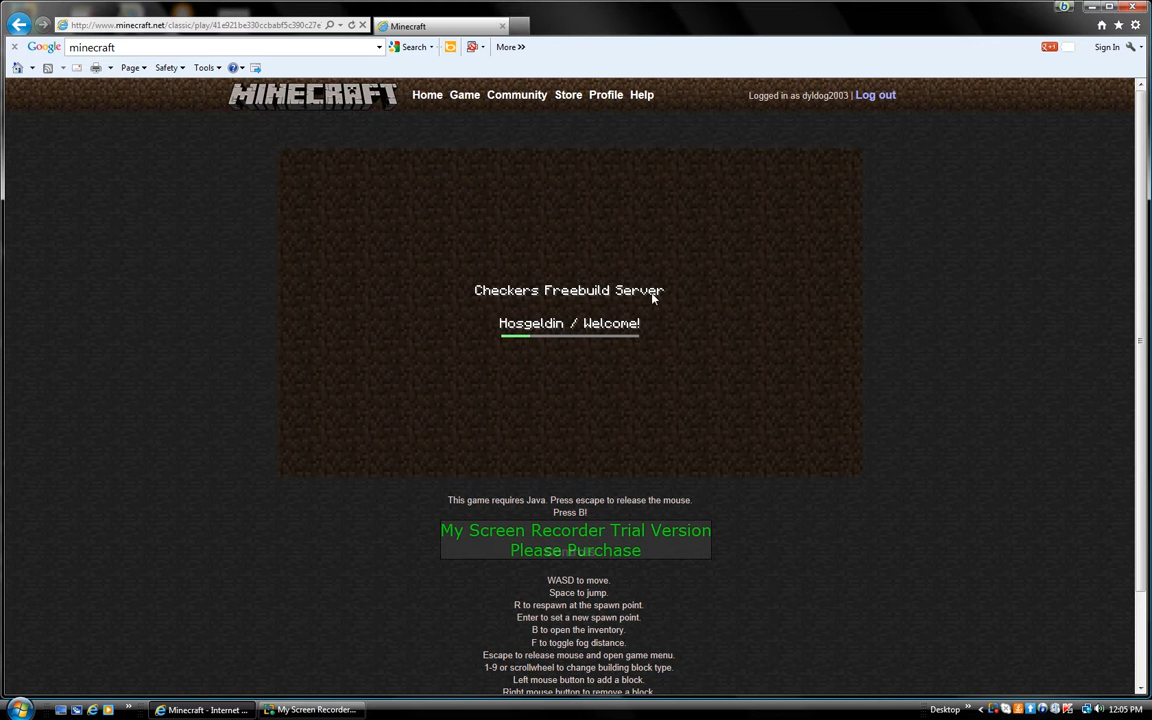 http://www.minecraft.net/classic/play/41e921be330ccbabf5c390c27e
Minecraft
Google minecraft Search More »
Sign In
Page Safety Tools
MINECRAFT Home Game Community Store Profile Help Logged in as dyldog2003 | Log out
Checkers Freebuild Server
Hosgeldin / Welcome!
This game requires Java. Press escape to release the mouse.
Press B!
My Screen Recorder Trial Version
Please Purchase
WASD to move.
Space to jump.
R to respawn at the spawn point.
Enter to set a new spawn point.
B to open the inventory.
F to toggle fog distance.
Escape to release mouse and open game menu.
1-9 or scrollwheel to change building block type.
Left mouse button to add a block.
Right mouse button to remove a block.
Minecraft - Internet ... My Screen Recorder... Desktop » 12:05 PM